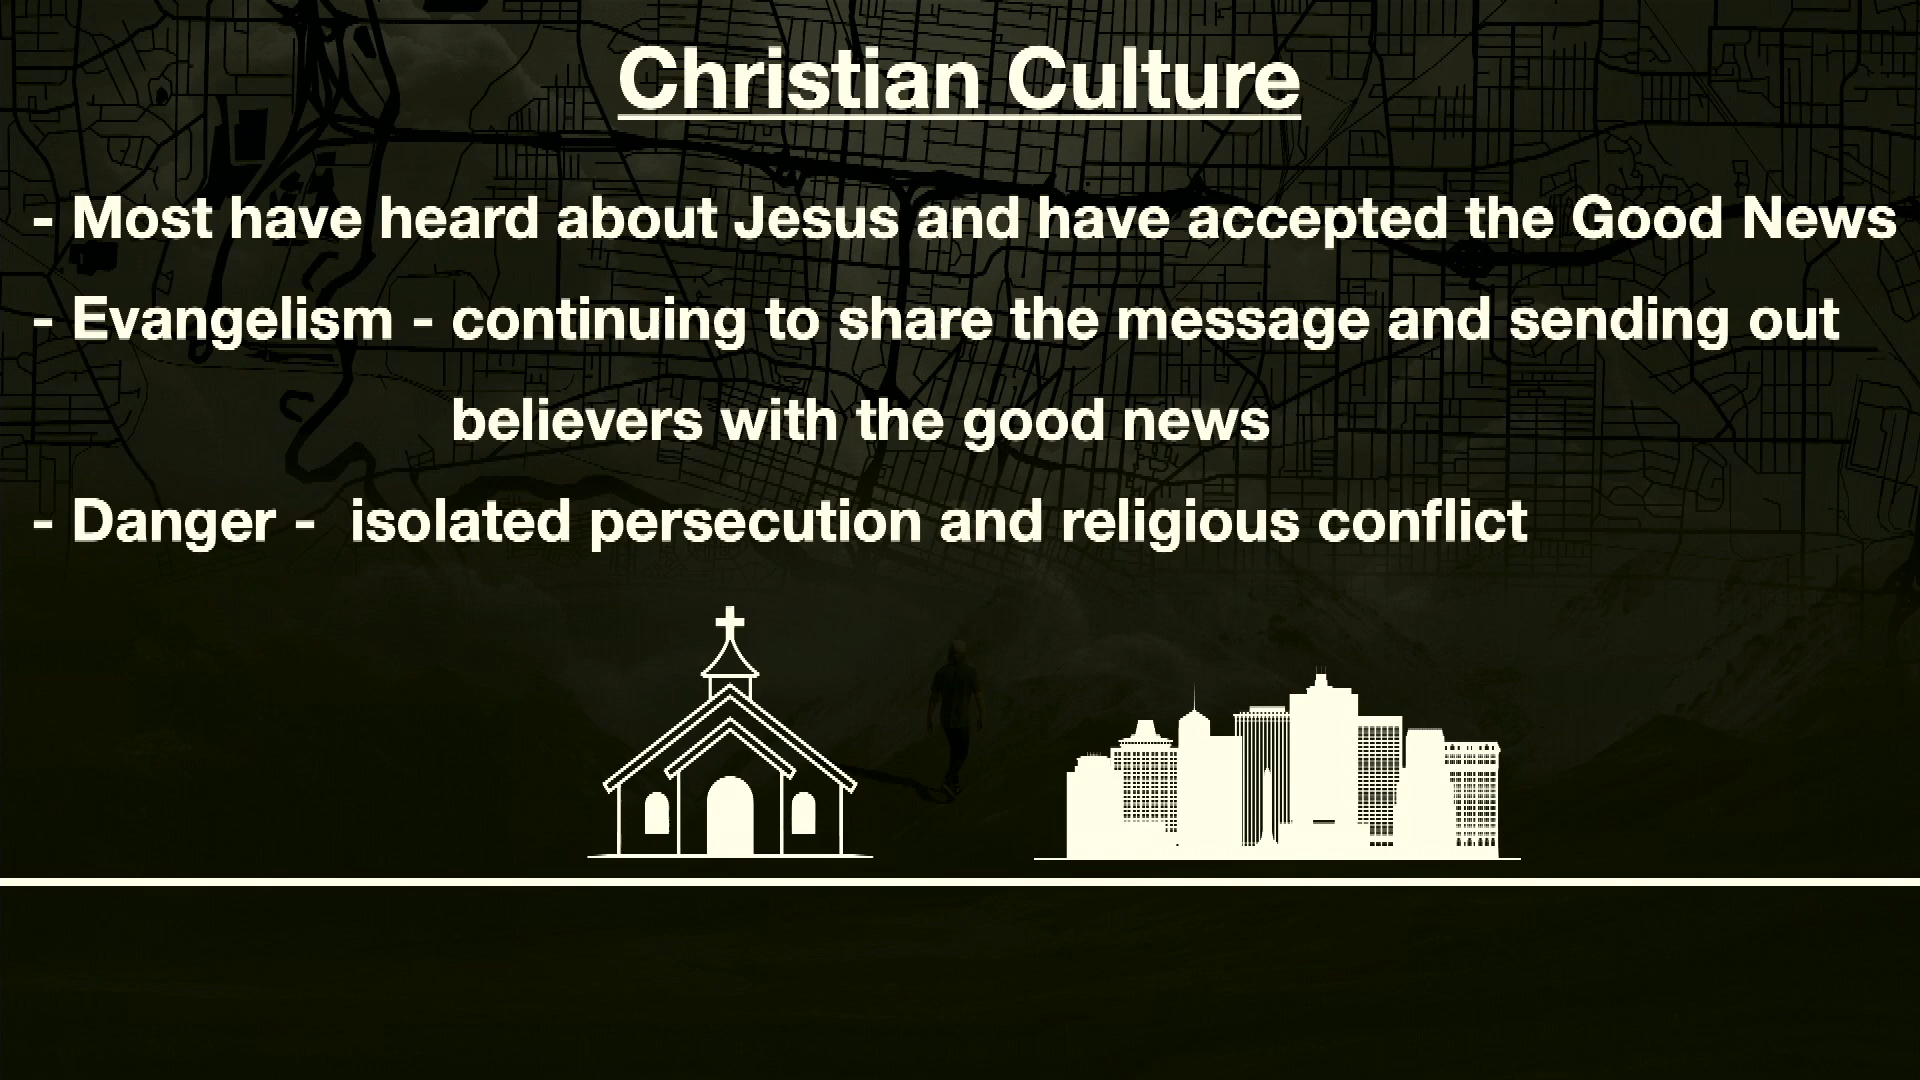 Christian Culture
- Most have heard about Jesus and have accepted the Good News
- Evangelism - continuing to share the message and sending out
believers with the good news
- Danger -  isolated persecution and religious conflict